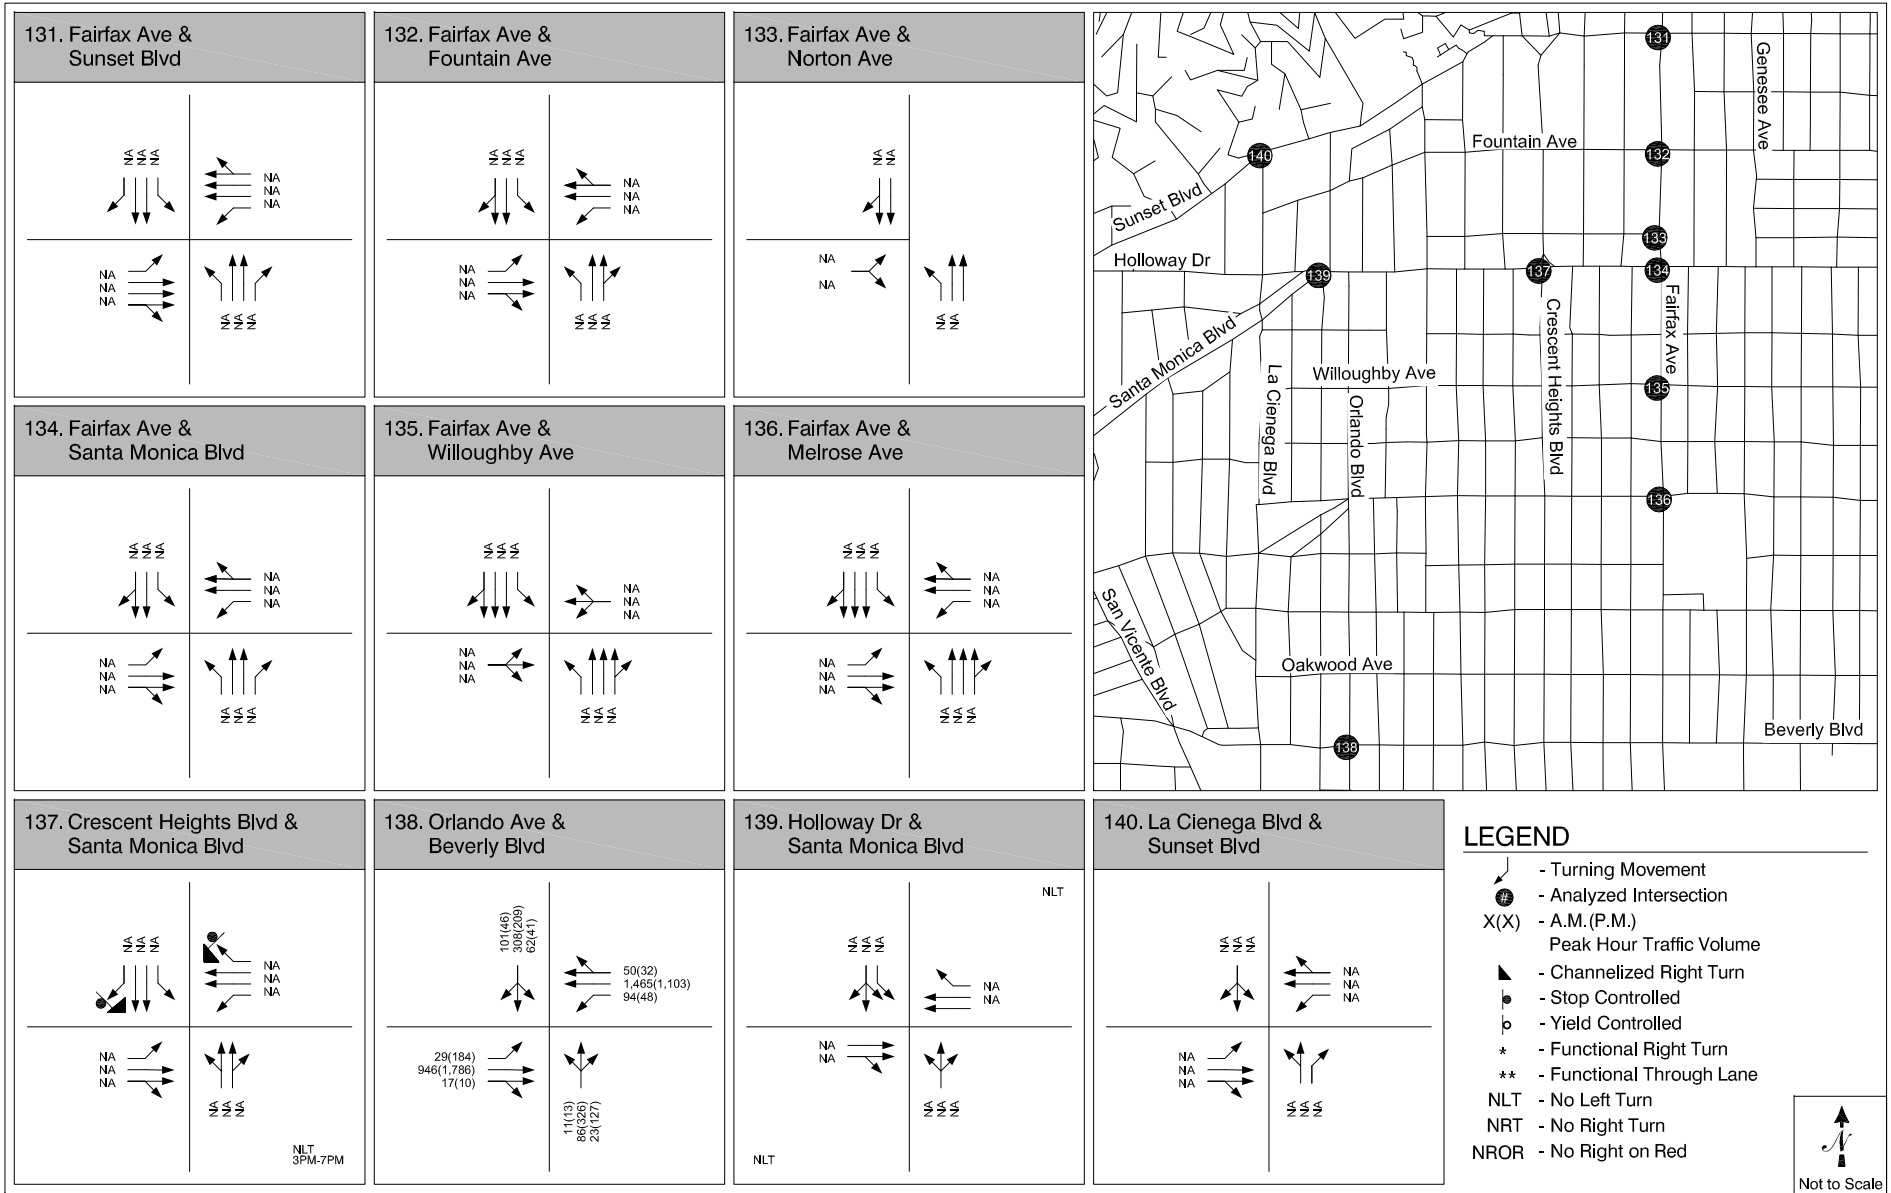 131. Fairfax Ave &
Sunset Blvd
NA NA NA
NA
NA
NA
NA
NA
NA
NA NA NA
132. Fairfax Ave &
Fountain Ave
NA NA NA
NA
NA
NA
NA
NA
NA
NA NA NA
133. Fairfax Ave &
Norton Ave
NA NA
NA
NA
NA NA
134. Fairfax Ave &
Santa Monica Blvd
NA NA NA
NA
NA
NA
NA
NA
NA
NA NA NA
135. Fairfax Ave &
Willoughby Ave
NA NA NA
NA
NA
NA
NA
NA
NA
NA NA NA
136. Fairfax Ave &
Melrose Ave
NA NA NA
NA
NA
NA
NA
NA
NA
NA NA NA
131
Genesee Ave
Fountain Ave
132
140
Sunset Blvd
133
Holloway Dr
139
137
134
Santa Monica Blvd
La Cienega Blvd
Willoughby Ave
Orlando Blvd
Crescent Heights Blvd
Fairfax Ave
135
136
San Vicente Blvd
Oakwood Ave
Beverly Blvd
138
137. Crescent Heights Blvd &
Santa Monica Blvd
NA NA NA
NA
NA
NA
NA
NA
NA
NA NA NA
NLT
3PM-7PM
138. Orlando Ave &
Beverly Blvd
101(46)
308(209)
62(41)
50(32)
1,465(1,103)
94(48)
29(184)
946(1,786)
17(10)
11(13)
86(326)
23(127)
139. Holloway Dr &
Santa Monica Blvd
NLT
NA NA NA
NA
NA
NA
NA
NA NA NA
NLT
140. La Cienega Blvd &
Sunset Blvd
NA NA NA
NA
NA
NA
NA
NA
NA
NA NA NA
LEGEND
- Turning Movement
# - Analyzed Intersection
X(X) - A.M.(P.M.)
Peak Hour Traffic Volume
- Channelized Right Turn
- Stop Controlled
- Yield Controlled
* - Functional Right Turn
** - Functional Through Lane
NLT - No Left Turn
NRT - No Right Turn
NROR - No Right on Red
N
Not to Scale